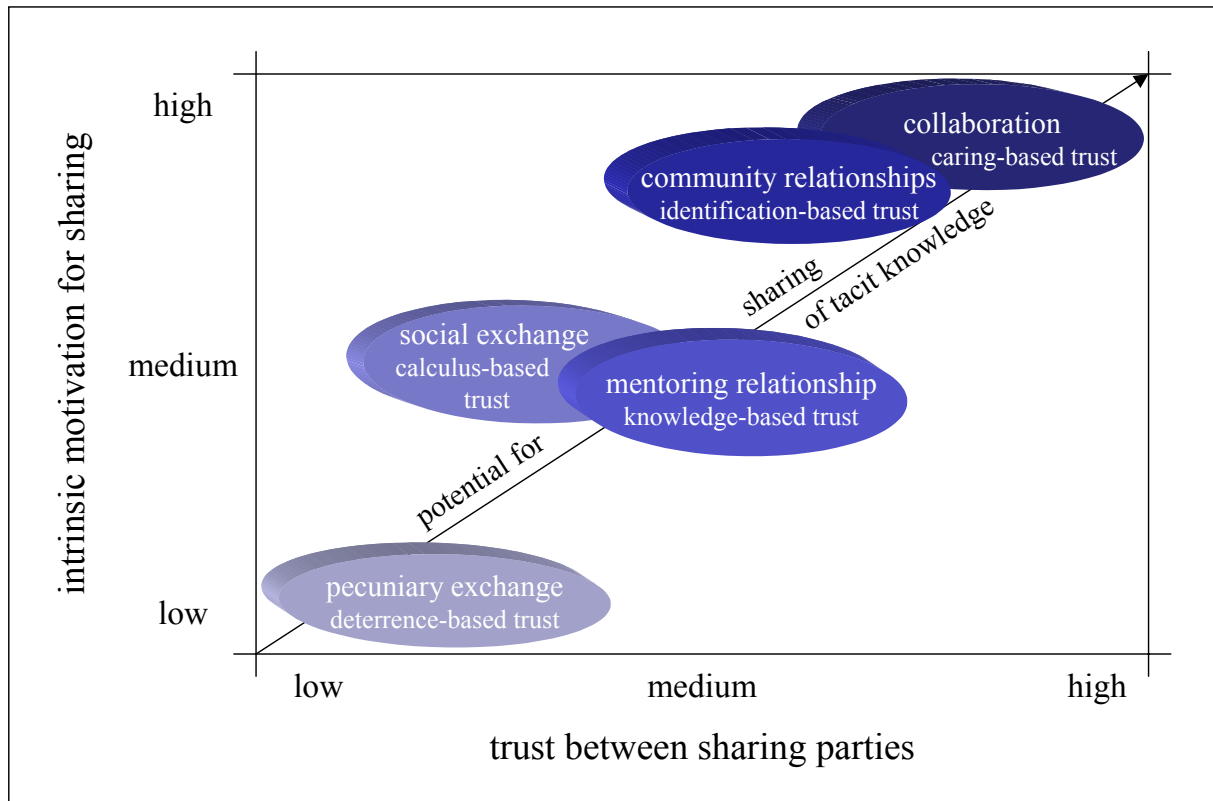 high
collaboration
caring-based trust
community relationships
identification-based trust
intrinsic motivation for sharing
sharing
of tacit knowledge
social exchange
calculus-based
trust
medium
mentoring relationship
knowledge-based trust
potential for
pecuniary exchange
deterrence-based trust
low
low
medium
high
trust between sharing parties